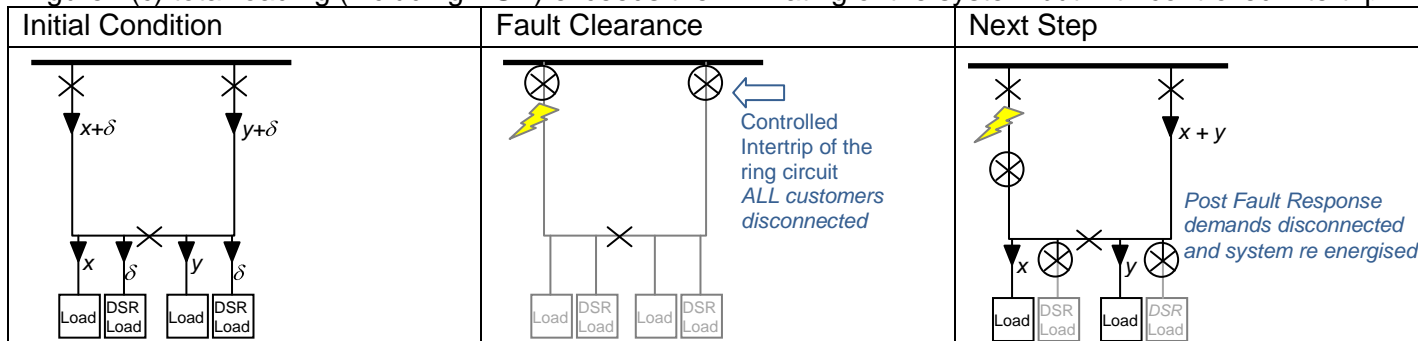 Initial Condition
Fault Clearance
Next Step
x+δ
y+δ
x
δ
y
δ
Load
DSR Load
Load
DSR Load
Controlled
Intertrip of the
ring circuit
ALL customers
disconnected
Load
DSR Load
Load
DSR Load
x + y
Post Fault Response
demands disconnected
and system re energised
x
y
Load
DSR Load
Load
DSR Load